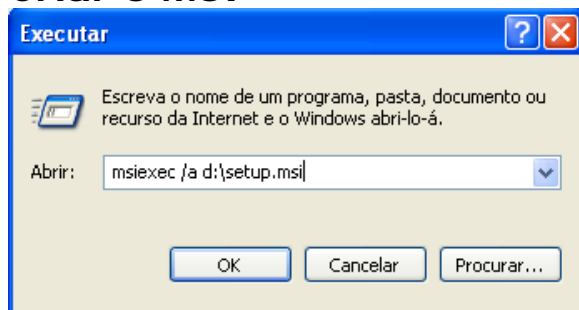 Executar
Escreva o nome de um programa, pasta, documento ou
recurso da Internet e o Windows abri-lo-á.
Abrir: msiexec /a d:\setup.msi
OK Cancelar Procurar...